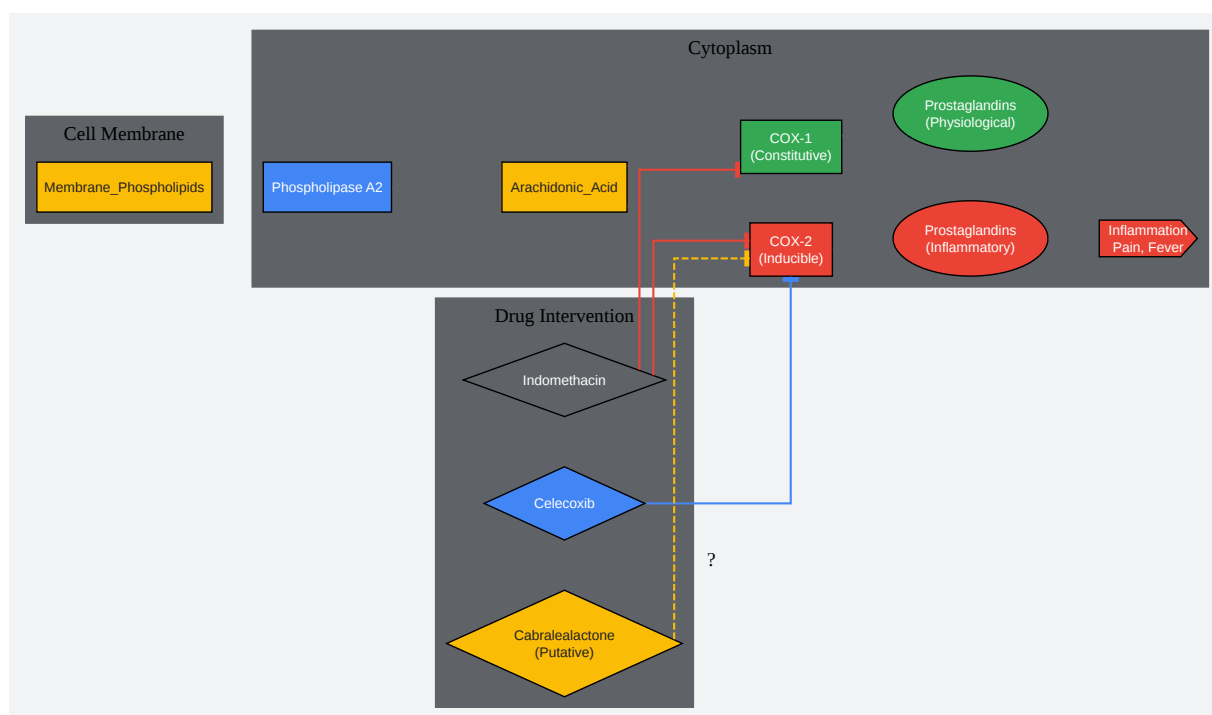 Cytoplasm
Cell Membrane
Membrane_Phospholipids
Phospholipase A2
Arachidonic_Acid
COX-1
(Constitutive)
Prostaglandins
(Physiological)
COX-2
(Inducible)
Prostaglandins
(Inflammatory)
Inflammation
Pain, Fever
Drug Intervention
Indomethacin
Celecoxib
?
Cabralealactone
(Putative)